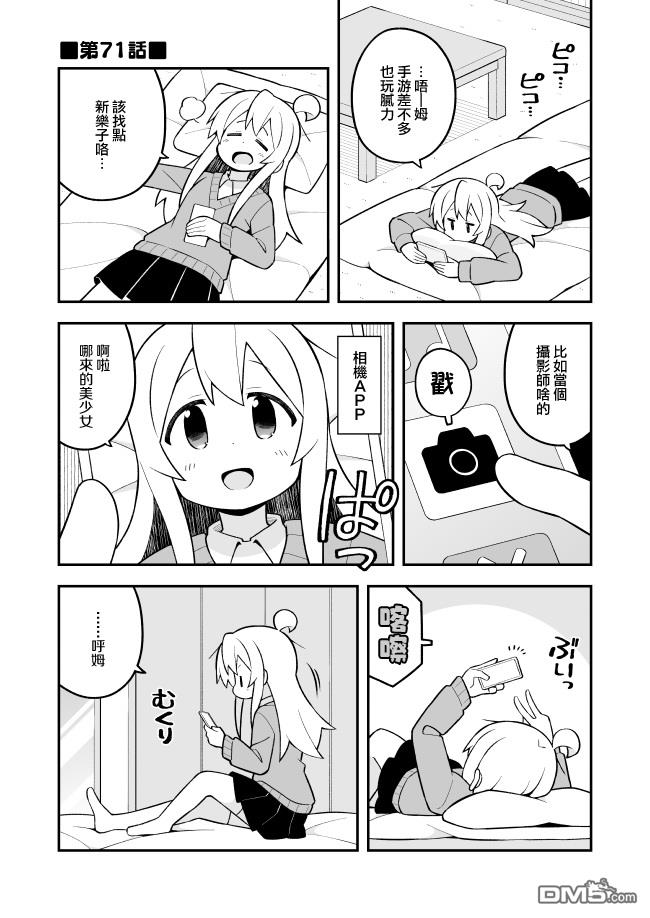 ■第71話■
ピコ…
ピコ…
…唔─姆
手游差不多
也玩膩力
該找點
新樂子咯…
比如當個
攝影師啥的
戳
相機APP
啊啦
哪來的美少女
ぱっ
ぶいっ
喀嚓
むくり
……呼姆
DM5.com